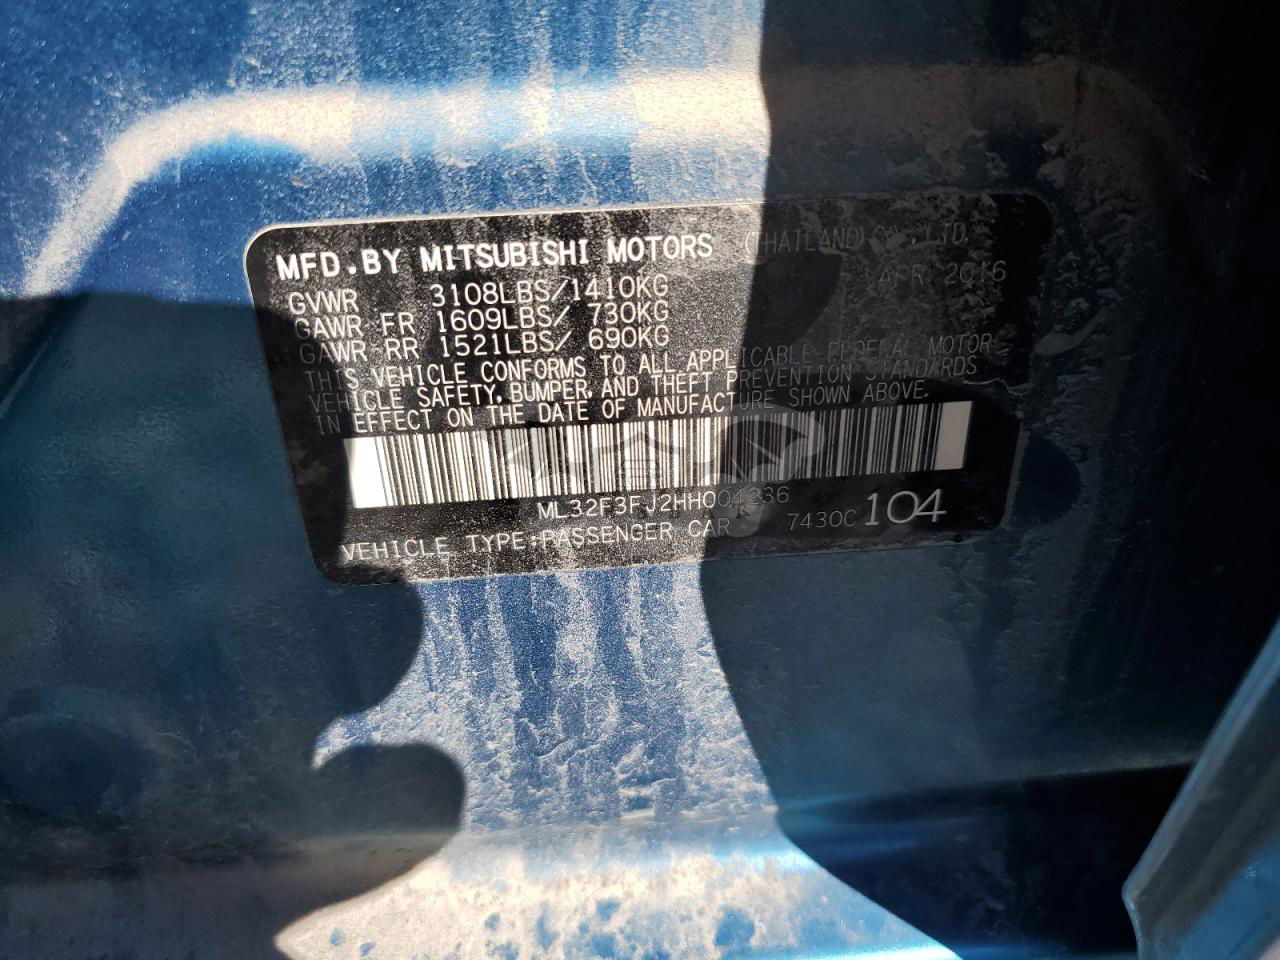 MFD.BY MITSUBISHI MOTORS (THAILAND) CO.,LTD.
APR 2016
GVWR 3108LBS/1410KG
GAWR FR 1609LBS/ 730KG
GAWR RR 1521LBS/ 690KG
THIS VEHICLE CONFORMS TO ALL APPLICABLE FEDERAL MOTOR
VEHICLE SAFETY, BUMPER, AND THEFT PREVENTION STANDARDS
IN EFFECT ON THE DATE OF MANUFACTURE SHOWN ABOVE.
ML32F3FJ2HH004236
VEHICLE TYPE:PASSENGER CAR 7430C 104